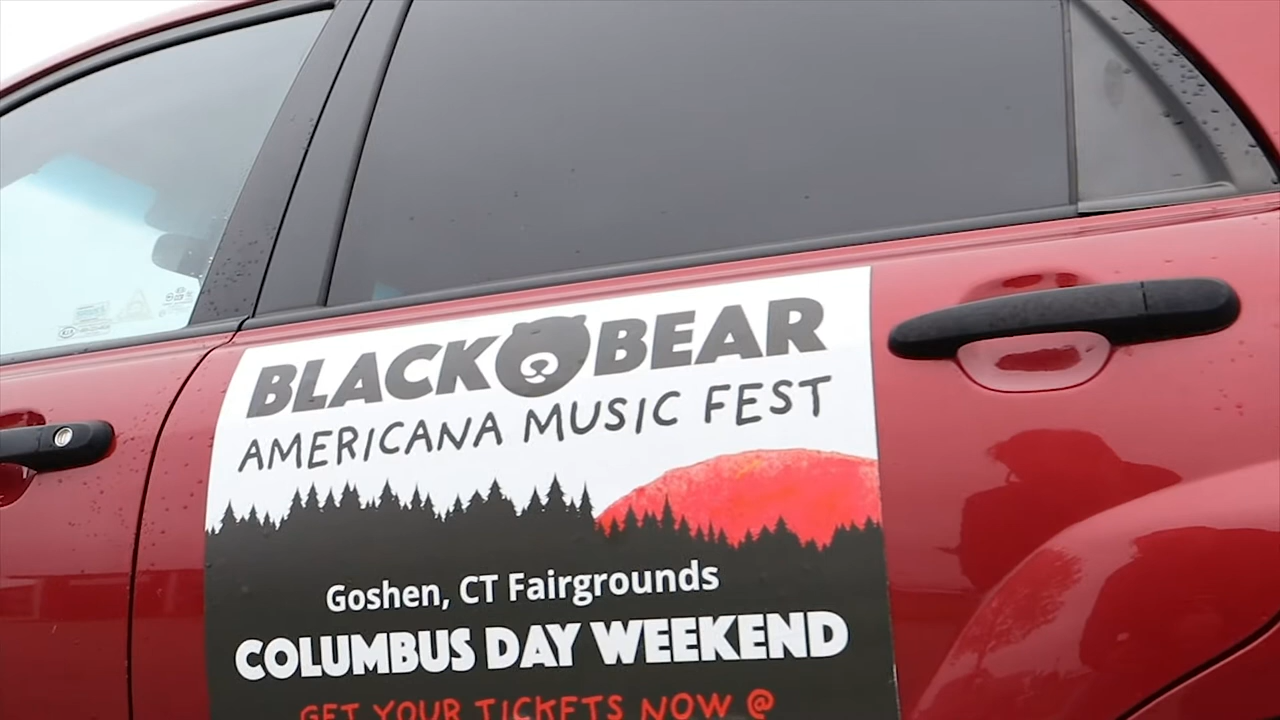 BLACK BEAR
AMERICANA MUSIC FEST
Goshen, CT Fairgrounds
COLUMBUS DAY WEEKEND
GET YOUR TICKETS NOW @